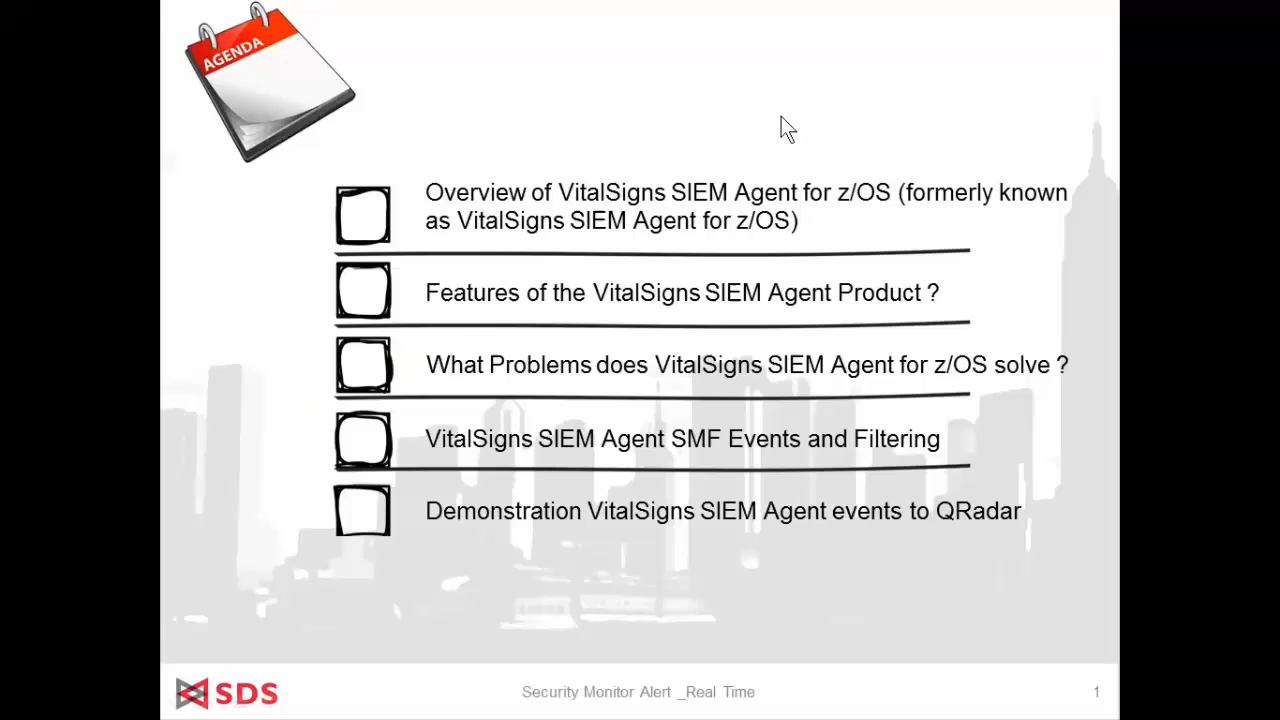 AGENDA
Overview of VitalSigns SIEM Agent for z/OS (formerly known
as VitalSigns SIEM Agent for z/OS)
Features of the VitalSigns SIEM Agent Product ?
What Problems does VitalSigns SIEM Agent for z/OS solve ?
VitalSigns SIEM Agent SMF Events and Filtering
Demonstration VitalSigns SIEM Agent events to QRadar
SDS
Security Monitor Alert _Real Time
1